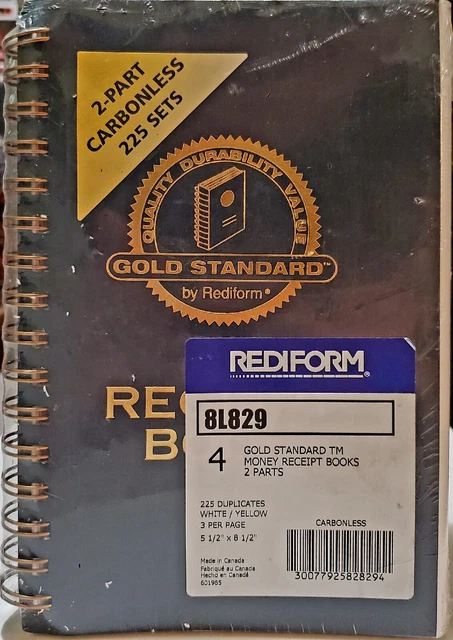 2-PART
CARBONLESS
225 SETS
QUALITY DURABILITY VALUE
GOLD STANDARD™
by Rediform®
REDIFORM®
8L829
4 GOLD STANDARD TM
MONEY RECEIPT BOOKS
2 PARTS
225 DUPLICATES
WHITE / YELLOW
3 PER PAGE
5 1/2" x 8 1/2"
CARBONLESS
Made in Canada
Fabriqué au Canada
Hecho en Canadá
601955
30077925828294